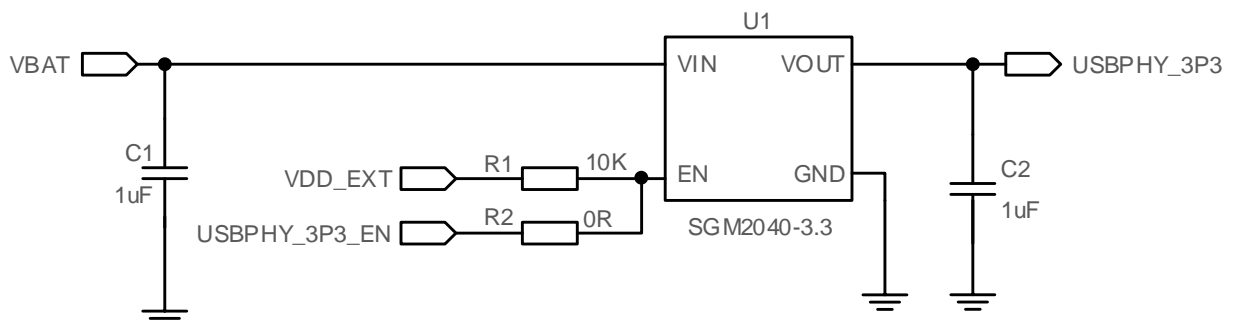 U1
VBAT
VIN
VOUT
USBPHY_3P3
C1
1uF
VDD_EXT
R1
10K
EN
GND
C2
1uF
USBPHY_3P3_EN
R2
0R
SGM2040-3.3